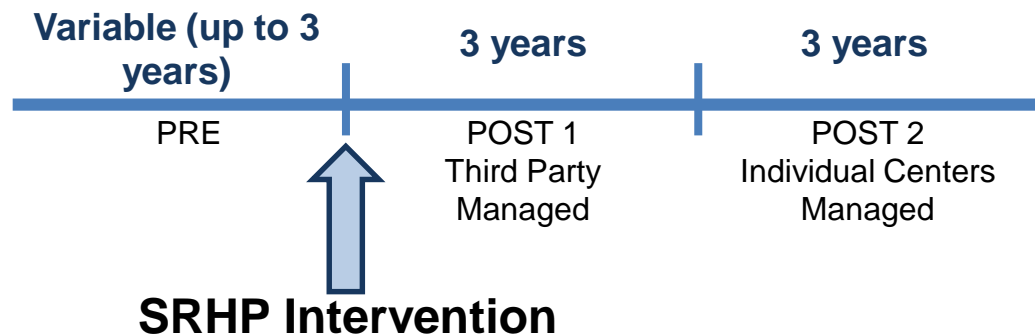 Variable (up to 3
years)
3 years
3 years
PRE
POST 1
Third Party
Managed
POST 2
Individual Centers
Managed
SRHP Intervention